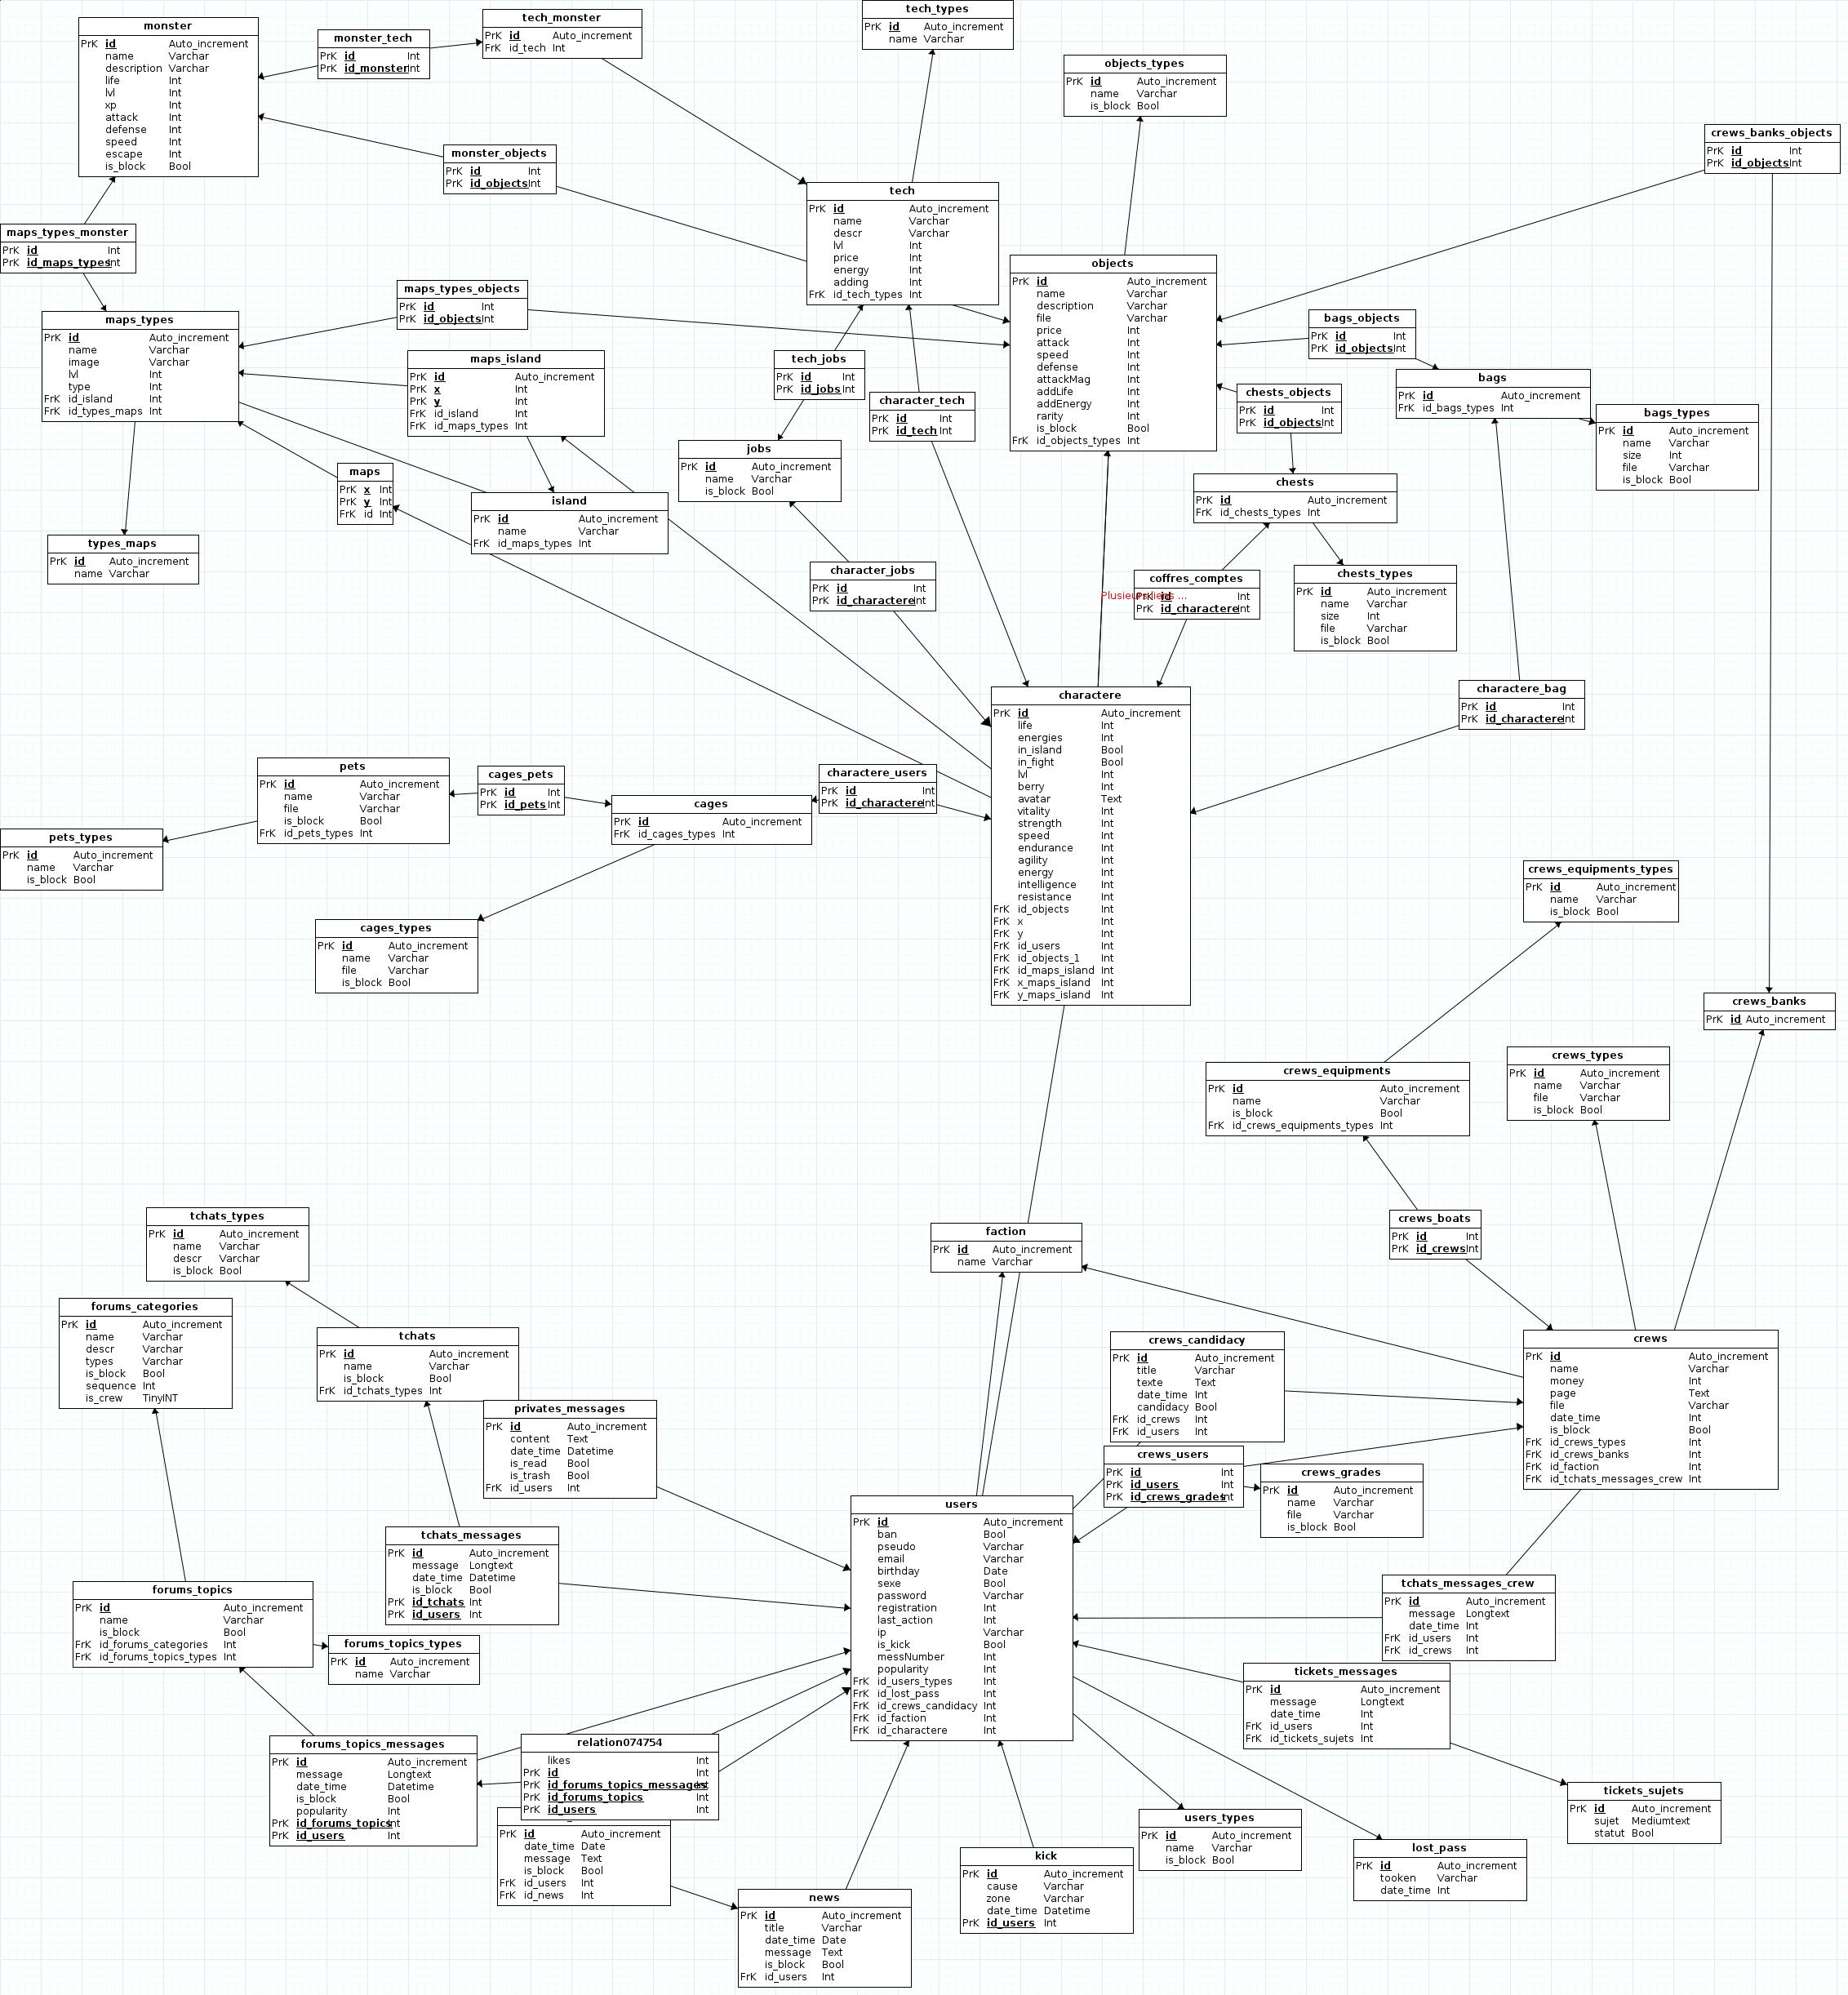 monster
PrK id Auto_increment
name Varchar
description Varchar
life Int
lvl Int
xp Int
attack Int
defense Int
speed Int
escape Int
is_block Bool
monster_tech
PrK id Int
PrK id_monster Int
tech_monster
PrK id Auto_increment
FrK id_tech Int
tech_types
PrK id Auto_increment
name Varchar
objects_types
PrK id Auto_increment
name Varchar
is_block Bool
crews_banks_objects
PrK id Int
PrK id_objects Int
monster_objects
PrK id Int
PrK id_objects Int
tech
PrK id Auto_increment
name Varchar
descr Varchar
lvl Int
price Int
energy Int
adding Int
FrK id_tech_types Int
maps_types_monster
PrK id Int
PrK id_maps_types Int
objects
PrK id Auto_increment
name Varchar
description Varchar
file Varchar
price Int
attack Int
speed Int
defense Int
attackMag Int
addLife Int
addEnergy Int
rarity Int
is_block Bool
FrK id_objects_types Int
maps_types_objects
PrK id Int
PrK id_objects Int
maps_types
PrK id Auto_increment
name Varchar
image Varchar
lvl Int
type Int
FrK id_island Int
FrK id_types_maps Int
bags_objects
PrK id Int
PrK id_objects Int
maps_island
PrK id Auto_increment
PrK x Int
PrK y Int
FrK id_island Int
FrK id_maps_types Int
tech_jobs
PrK id Int
PrK id_jobs Int
character_tech
PrK id Int
PrK id_tech Int
chests_objects
PrK id Int
PrK id_objects Int
bags
PrK id Auto_increment
FrK id_bags_types Int
bags_types
PrK id Auto_increment
name Varchar
size Int
file Varchar
is_block Bool
jobs
PrK id Auto_increment
name Varchar
is_block Bool
maps
PrK x Int
PrK y Int
FrK id Int
island
PrK id Auto_increment
name Varchar
FrK id_maps_types Int
chests
PrK id Auto_increment
FrK id_chests_types Int
types_maps
PrK id Auto_increment
name Varchar
character_jobs
PrK id Int
PrK id_charactere Int
coffres_comptes
PrK id Int
PrK id_charactere Int
Plusieurs liens ...
chests_types
PrK id Auto_increment
name Varchar
size Int
file Varchar
is_block Bool
charactere
PrK id Auto_increment
life Int
energies Int
in_island Bool
in_fight Bool
lvl Int
berry Int
avatar Text
vitality Int
strength Int
speed Int
endurance Int
agility Int
energy Int
intelligence Int
resistance Int
FrK id_objects Int
FrK x Int
FrK y Int
FrK id_users Int
FrK id_objects_1 Int
FrK id_maps_island Int
FrK x_maps_island Int
FrK y_maps_island Int
charactere_bag
PrK id Int
PrK id_charactere Int
pets
PrK id Auto_increment
name Varchar
file Varchar
is_block Bool
FrK id_pets_types Int
cages_pets
PrK id Int
PrK id_pets Int
charactere_users
PrK id Int
PrK id_charactere Int
cages
PrK id Auto_increment
FrK id_cages_types Int
pets_types
PrK id Auto_increment
name Varchar
is_block Bool
cages_types
PrK id Auto_increment
name Varchar
file Varchar
is_block Bool
crews_equipments_types
PrK id Auto_increment
name Varchar
is_block Bool
crews_banks
PrK id Auto_increment
crews_types
PrK id Auto_increment
name Varchar
file Varchar
is_block Bool
crews_equipments
PrK id Auto_increment
name Varchar
is_block Bool
FrK id_crews_equipments_types Int
crews_boats
PrK id Int
PrK id_crews Int
tchats_types
PrK id Auto_increment
name Varchar
descr Varchar
is_block Bool
faction
PrK id Auto_increment
name Varchar
forums_categories
PrK id Auto_increment
name Varchar
descr Varchar
types Varchar
is_block Bool
sequence Int
is_crew TinyINT
tchats
PrK id Auto_increment
name Varchar
is_block Bool
FrK id_tchats_types Int
crews_candidacy
PrK id Auto_increment
title Varchar
texte Text
date_time Int
candidacy Bool
FrK id_crews Int
FrK id_users Int
crews
PrK id Auto_increment
name Varchar
money Int
page Text
file Varchar
date_time Int
is_block Bool
FrK id_crews_types Int
FrK id_crews_banks Int
FrK id_faction Int
FrK id_tchats_messages_crew Int
privates_messages
PrK id Auto_increment
content Text
date_time Datetime
is_read Bool
is_trash Bool
FrK id_users Int
crews_users
PrK id Int
PrK id_users Int
PrK id_crews_grades Int
crews_grades
PrK id Auto_increment
name Varchar
file Varchar
is_block Bool
users
PrK id Auto_increment
ban Bool
pseudo Varchar
email Varchar
birthday Date
sexe Bool
password Varchar
registration Int
last_action Int
ip Varchar
is_kick Bool
messNumber Int
popularity Int
FrK id_users_types Int
FrK id_lost_pass Int
FrK id_crews_candidacy Int
FrK id_faction Int
FrK id_charactere Int
tchats_messages
PrK id Auto_increment
message Longtext
date_time Datetime
is_block Bool
PrK id_tchats Int
PrK id_users Int
forums_topics
PrK id Auto_increment
name Varchar
is_block Bool
FrK id_forums_categories Int
FrK id_forums_topics_types Int
tchats_messages_crew
PrK id Auto_increment
message Longtext
date_time Int
FrK id_users Int
FrK id_crews Int
forums_topics_types
PrK id Auto_increment
name Varchar
tickets_messages
PrK id Auto_increment
message Longtext
date_time Int
FrK id_users Int
FrK id_tickets_sujets Int
forums_topics_messages
PrK id Auto_increment
message Longtext
date_time Datetime
is_block Bool
popularity Int
PrK id_forums_topics Int
PrK id_users Int
relation074754
likes Int
PrK id Int
PrK id_forums_topics_messages Int
PrK id_forums_topics Int
PrK id_users Int
PrK id Auto_increment
date_time Date
message Text
is_block Bool
FrK id_users Int
FrK id_news Int
tickets_sujets
PrK id Auto_increment
sujet Mediumtext
statut Bool
users_types
PrK id Auto_increment
name Varchar
is_block Bool
lost_pass
PrK id Auto_increment
tooken Varchar
date_time Int
kick
PrK id Auto_increment
cause Varchar
zone Varchar
date_time Datetime
PrK id_users Int
news
PrK id Auto_increment
title Varchar
date_time Date
message Text
is_block Bool
FrK id_users Int